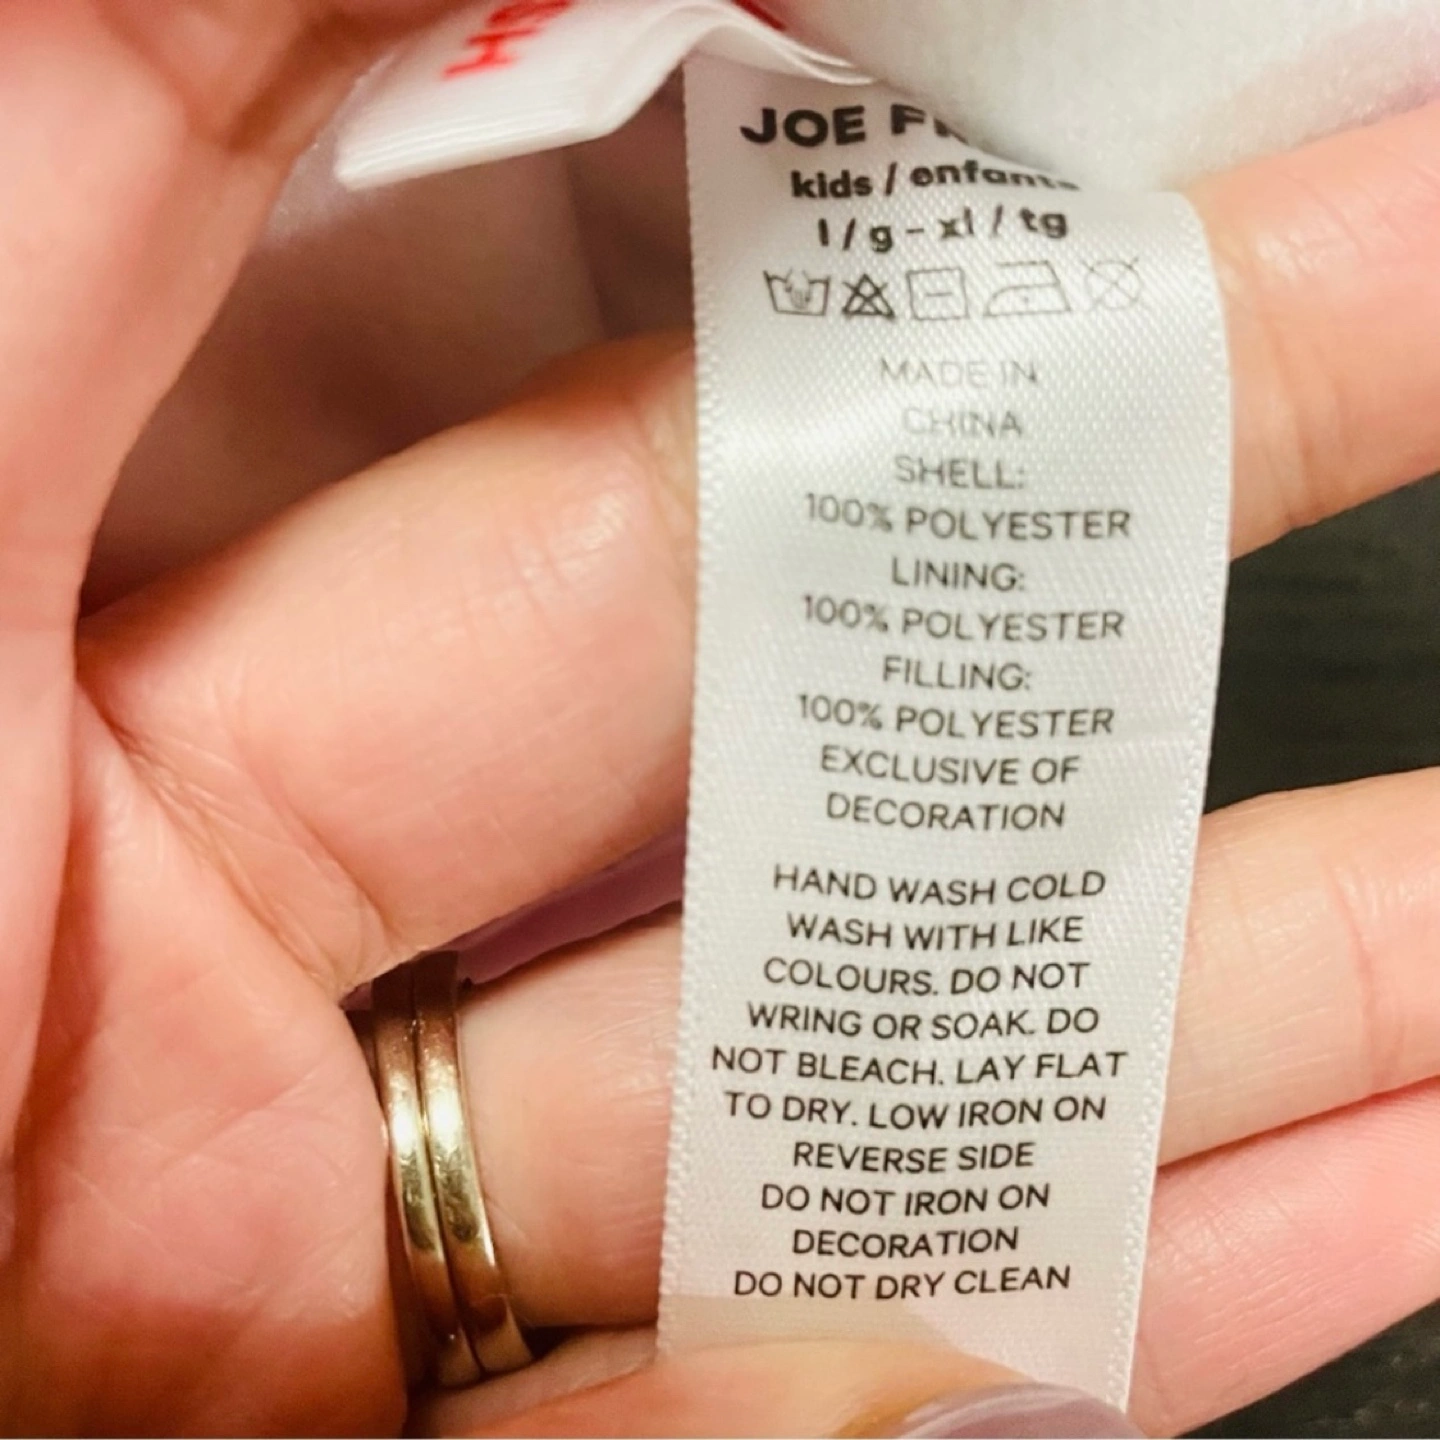 JOE
kids / enfants
l / g - xl / tg
MADE IN
CHINA
SHELL:
100% POLYESTER
LINING:
100% POLYESTER
FILLING:
100% POLYESTER
EXCLUSIVE OF
DECORATION
HAND WASH COLD
WASH WITH LIKE
COLOURS. DO NOT
WRING OR SOAK. DO
NOT BLEACH. LAY FLAT
TO DRY. LOW IRON ON
REVERSE SIDE
DO NOT IRON ON
DECORATION
DO NOT DRY CLEAN